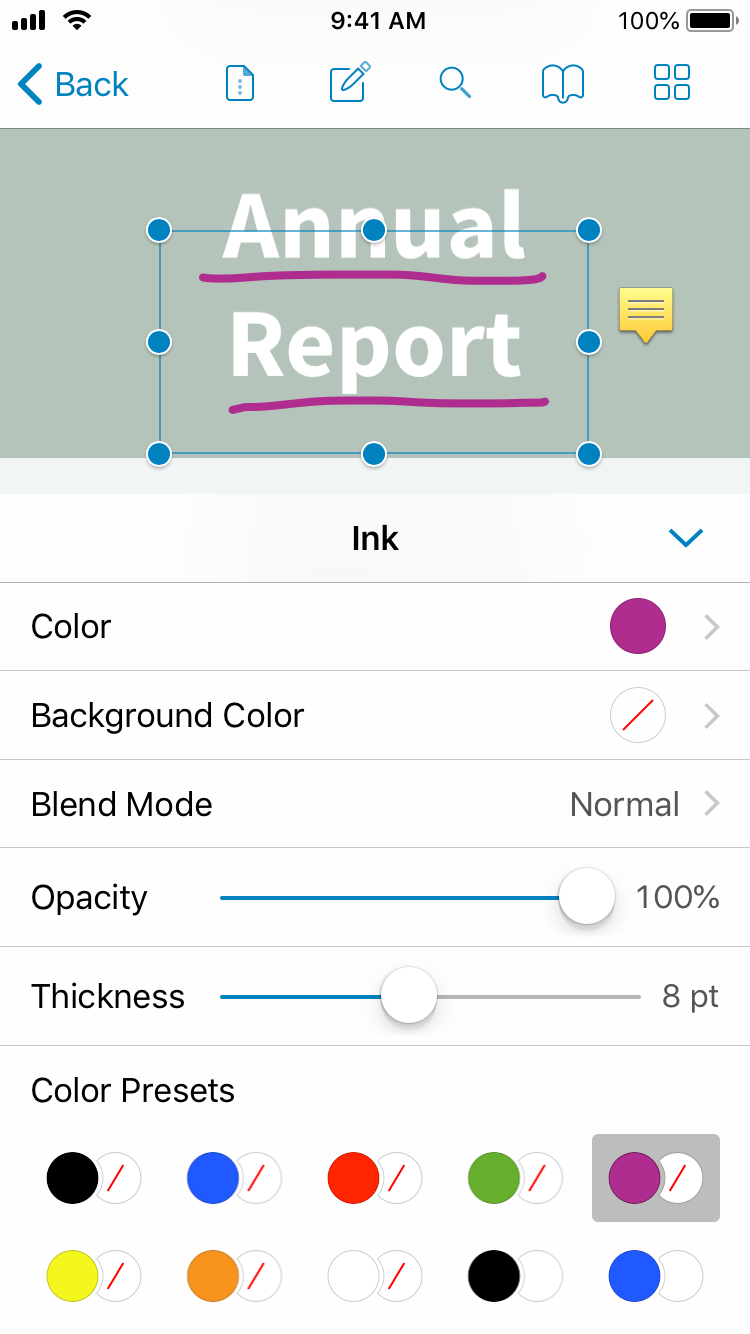 9:41 AM
100%
Back
Annual
Report
Ink
Color
Background Color
Blend Mode Normal
Opacity 100%
Thickness 8 pt
Color Presets